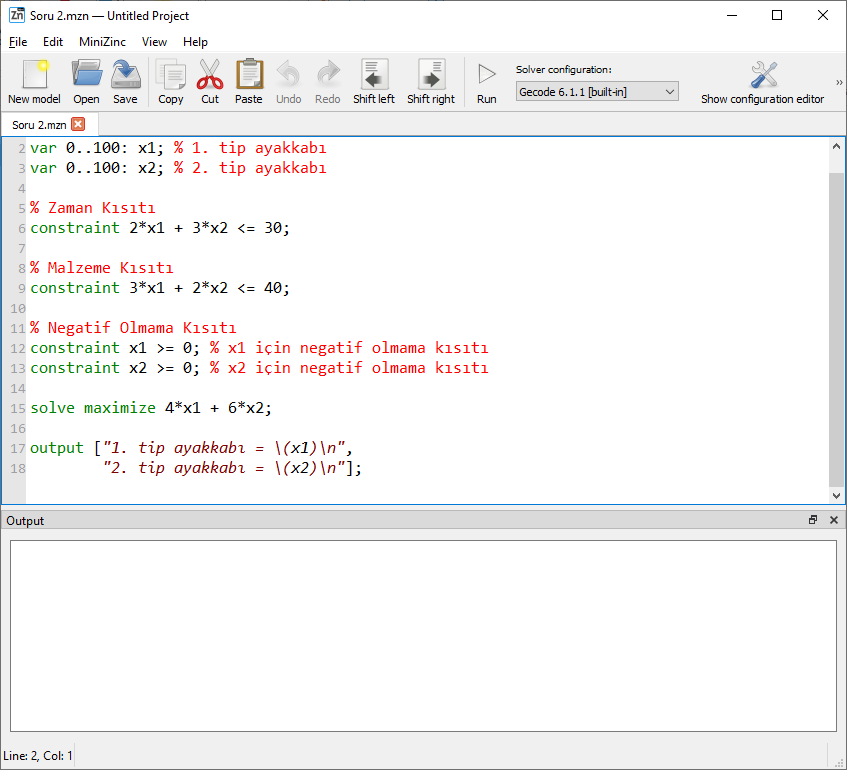 Zn Soru 2.mzn — Untitled Project
File Edit MiniZinc View Help
New model Open Save Copy Cut Paste Undo Redo Shift left Shift right Run Solver configuration: Gecode 6.1.1 [built-in] Show configuration editor »
Soru 2.mzn
2 var 0..100: x1; % 1. tip ayakkabı
3 var 0..100: x2; % 2. tip ayakkabı
4
5 % Zaman Kısıtı
6 constraint 2*x1 + 3*x2 <= 30;
7
8 % Malzeme Kısıtı
9 constraint 3*x1 + 2*x2 <= 40;
10
11 % Negatif Olmama Kısıtı
12 constraint x1 >= 0; % x1 için negatif olmama kısıtı
13 constraint x2 >= 0; % x2 için negatif olmama kısıtı
14
15 solve maximize 4*x1 + 6*x2;
16
17 output ["1. tip ayakkabı = \(x1)\n",
18 "2. tip ayakkabı = \(x2)\n"];
Output
Line: 2, Col: 1